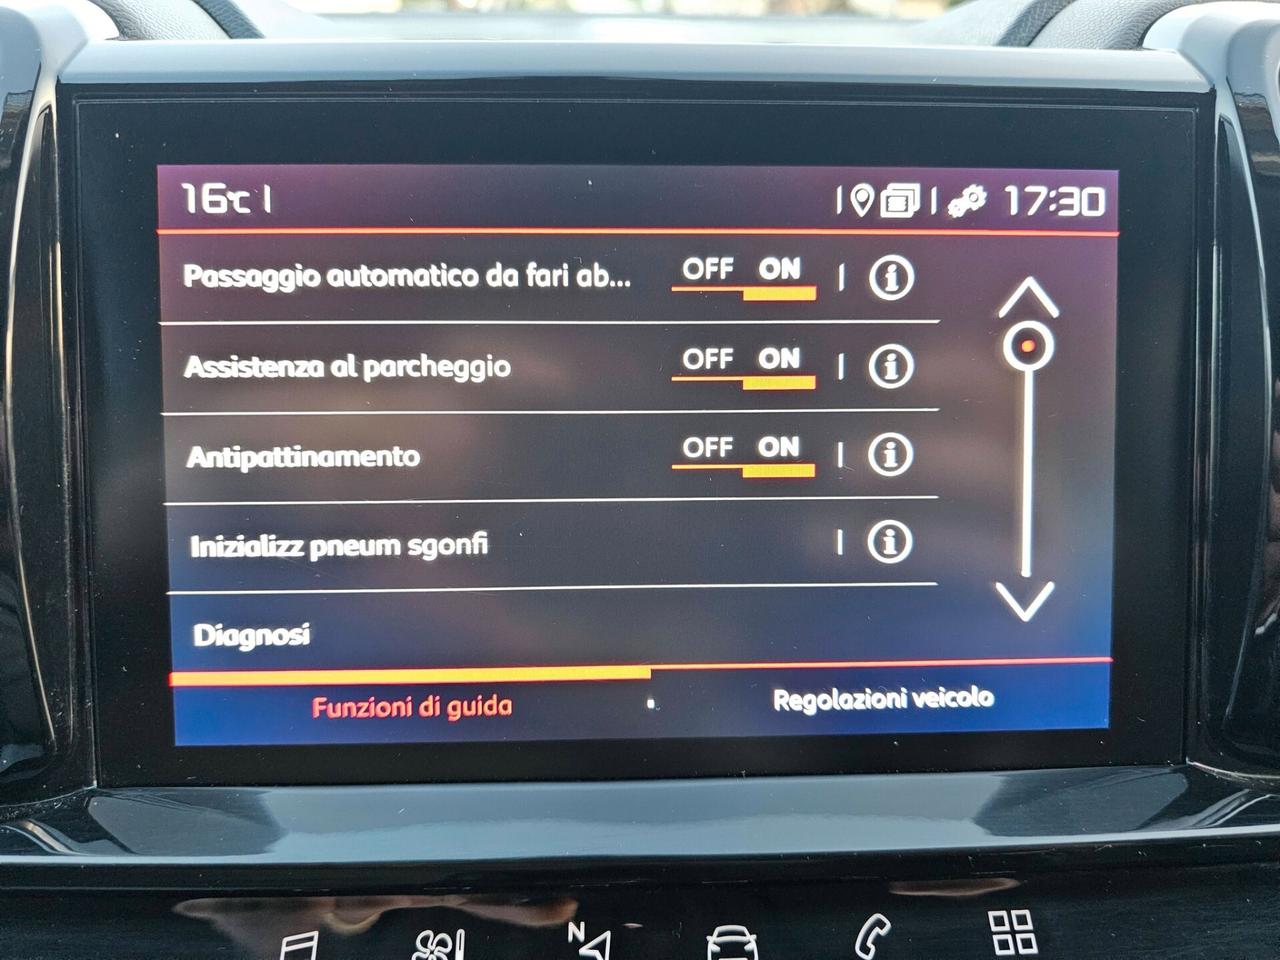 16°C 17:30
Passaggio automatico da fari ab... OFF ON
Assistenza al parcheggio OFF ON
Antipattinamento OFF ON
Inizializz pneum sgonfi
Diagnosi
Funzioni di guida Regolazioni veicolo
N